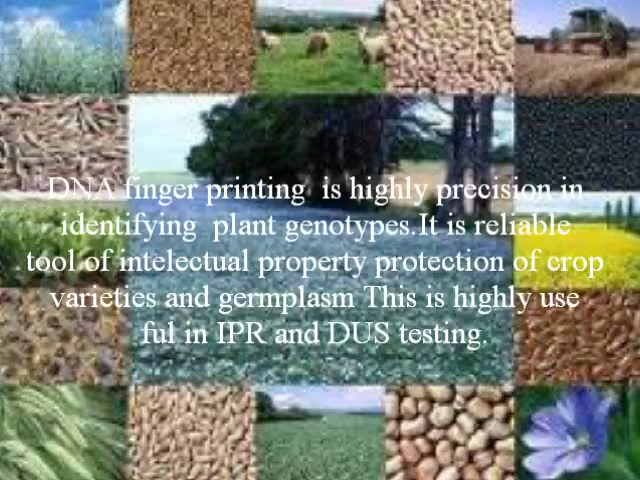 DNA finger printing  is highly precision in
identifying  plant genotypes.It is reliable
tool of intelectual property protection of crop
varieties and germplasm This is highly use
ful in IPR and DUS testing.